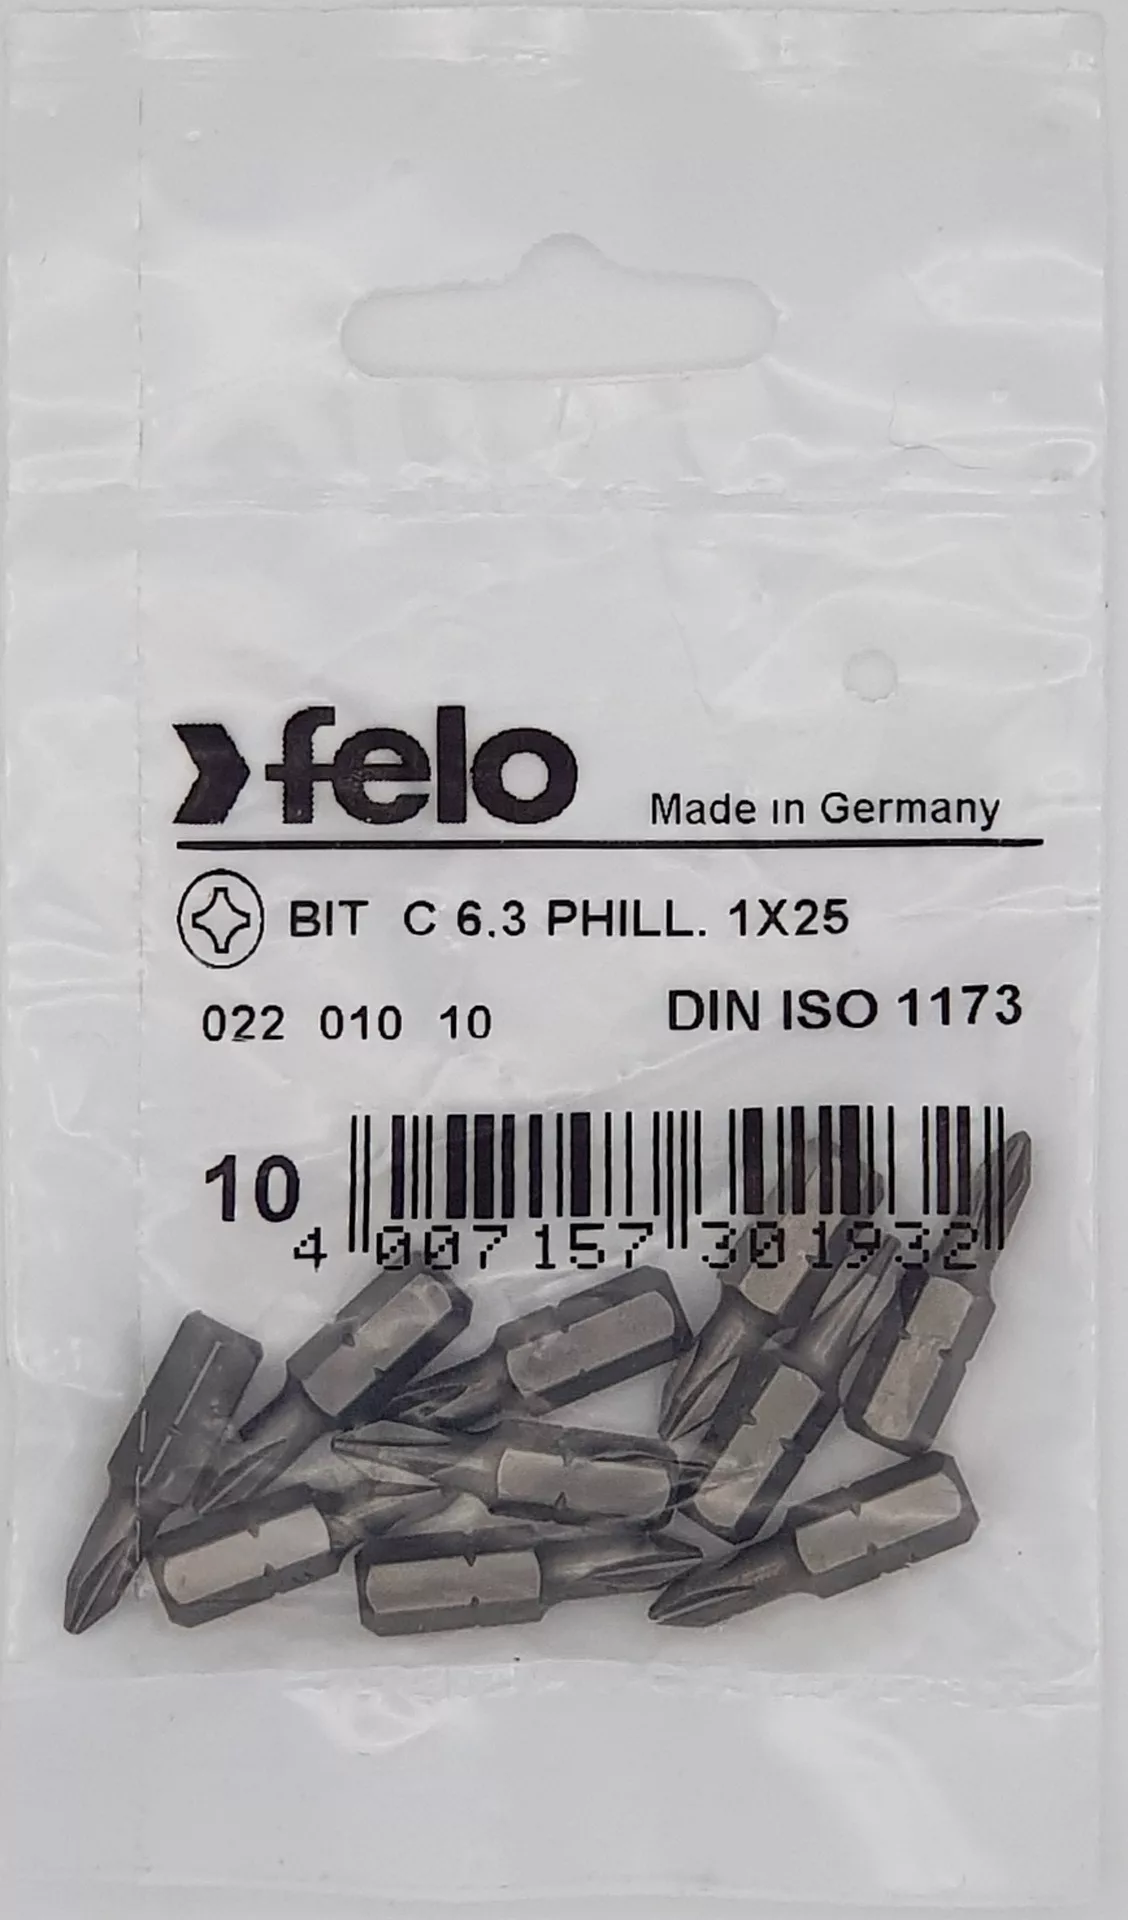 felo
Made in Germany
BIT C 6.3 PHILL. 1X25
022 010 10
DIN ISO 1173
10
4 007157 301932